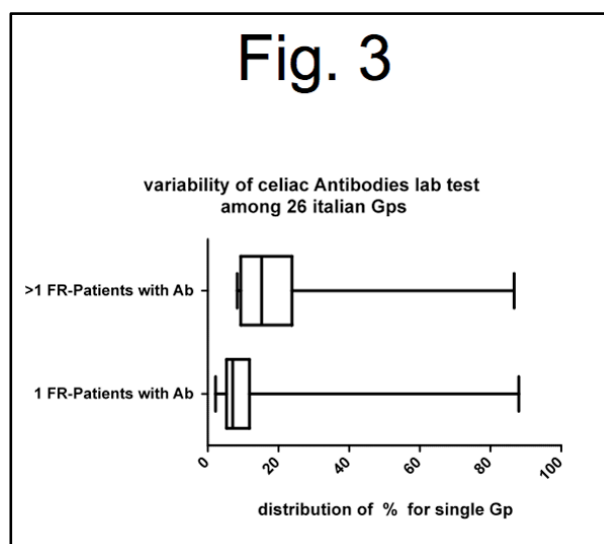 Fig. 3
variability of celiac Antibodies lab test
among 26 italian Gps
>1 FR-Patients with Ab
1 FR-Patients with Ab
0 20 40 60 80 100
distribution of % for single Gp